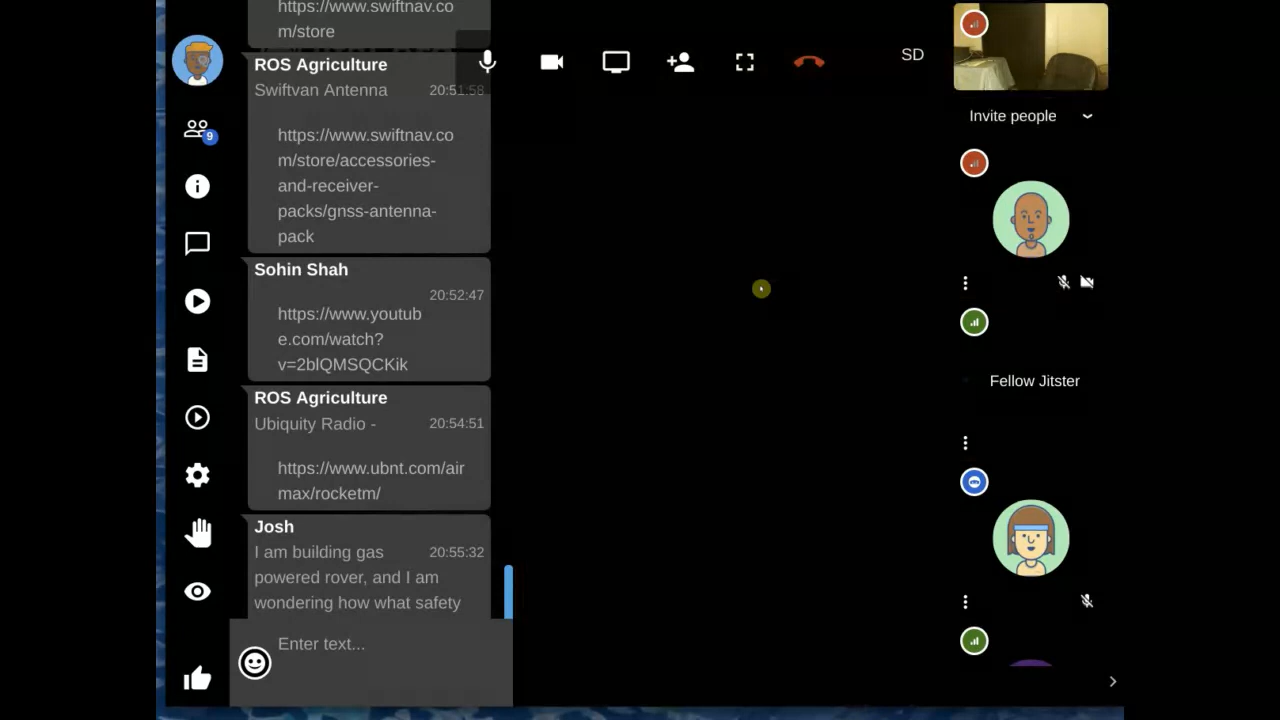 https://www.swiftnav.co
m/store
ROS Agriculture
Swiftvan Antenna
20:51:58
https://www.swiftnav.co
m/store/accessories-
and-receiver-
packs/gnss-antenna-
pack
Sohin Shah
20:52:47
https://www.youtub
e.com/watch?
v=2blQMSQCKik
ROS Agriculture
Ubiquity Radio -
20:54:51
https://www.ubnt.com/air
max/rocketm/
Josh
I am building gas
20:55:32
powered rover, and I am
wondering how what safety
Enter text...
9
SD
Invite people
Fellow Jitster